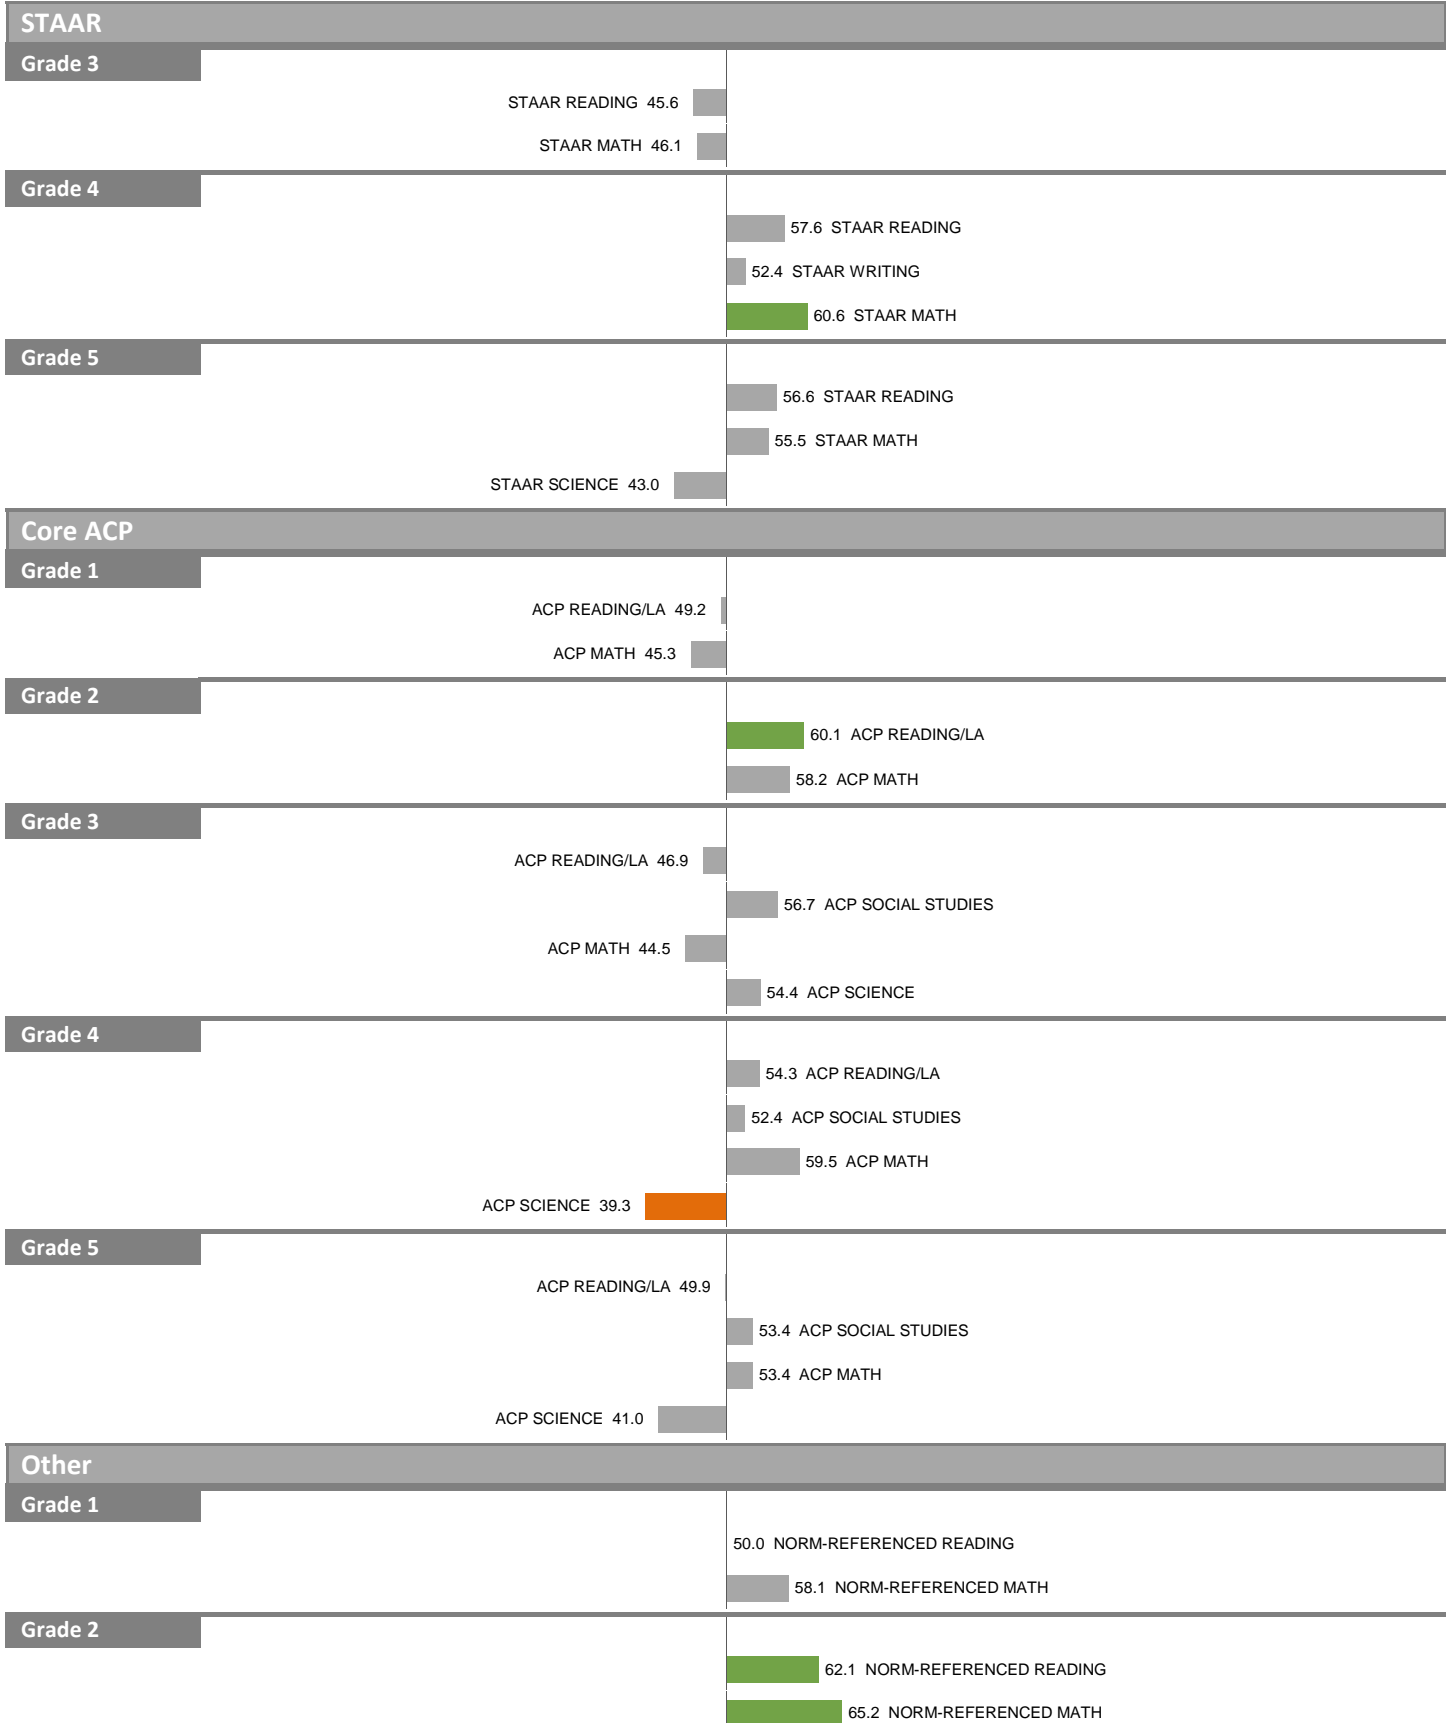 STAAR
Grade 3
STAAR READING 45.6
STAAR MATH 46.1
Grade 4
57.6 STAAR READING
52.4 STAAR WRITING
60.6 STAAR MATH
Grade 5
56.6 STAAR READING
55.5 STAAR MATH
STAAR SCIENCE 43.0
Core ACP
Grade 1
ACP READING/LA 49.2
ACP MATH 45.3
Grade 2
60.1 ACP READING/LA
58.2 ACP MATH
Grade 3
ACP READING/LA 46.9
56.7 ACP SOCIAL STUDIES
ACP MATH 44.5
54.4 ACP SCIENCE
Grade 4
54.3 ACP READING/LA
52.4 ACP SOCIAL STUDIES
59.5 ACP MATH
ACP SCIENCE 39.3
Grade 5
ACP READING/LA 49.9
53.4 ACP SOCIAL STUDIES
53.4 ACP MATH
ACP SCIENCE 41.0
Other
Grade 1
50.0 NORM-REFERENCED READING
58.1 NORM-REFERENCED MATH
Grade 2
62.1 NORM-REFERENCED READING
65.2 NORM-REFERENCED MATH